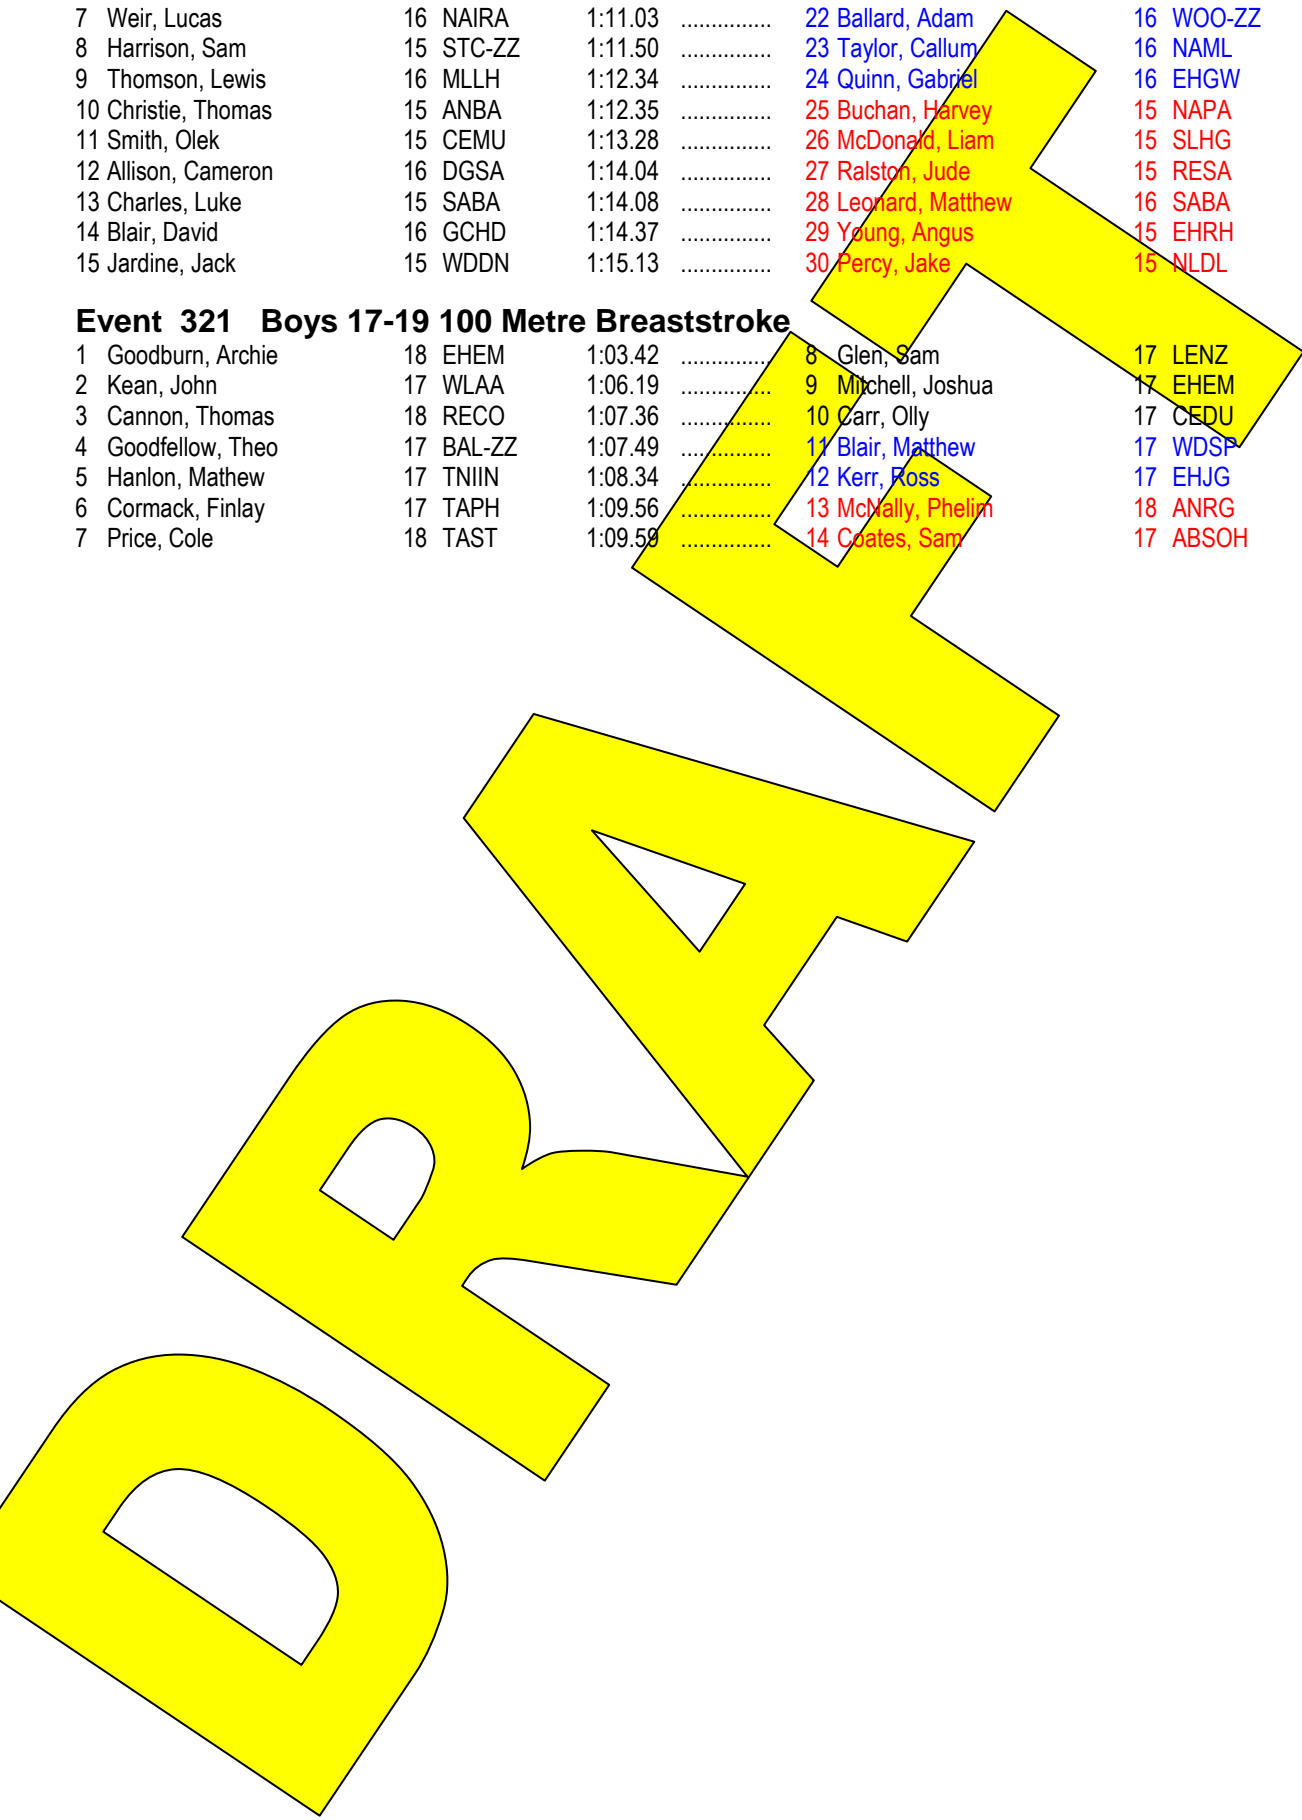 7 Weir, Lucas 16 NAIRA 1:11.03 ............... 22 Ballard, Adam 16 WOO-ZZ
8 Harrison, Sam 15 STC-ZZ 1:11.50 ............... 23 Taylor, Callum 16 NAML
9 Thomson, Lewis 16 MLLH 1:12.34 ............... 24 Quinn, Gabriel 16 EHGW
10 Christie, Thomas 15 ANBA 1:12.35 ............... 25 Buchan, Harvey 15 NAPA
11 Smith, Olek 15 CEMU 1:13.28 ............... 26 McDonald, Liam 15 SLHG
12 Allison, Cameron 16 DGSA 1:14.04 ............... 27 Ralston, Jude 15 RESA
13 Charles, Luke 15 SABA 1:14.08 ............... 28 Leonard, Matthew 16 SABA
14 Blair, David 16 GCHD 1:14.37 ............... 29 Young, Angus 15 EHRH
15 Jardine, Jack 15 WDDN 1:15.13 ............... 30 Percy, Jake 15 NLDL
Event 321 Boys 17-19 100 Metre Breaststroke
1 Goodburn, Archie 18 EHEM 1:03.42 ............... 8 Glen, Sam 17 LENZ
2 Kean, John 17 WLAA 1:06.19 ............... 9 Mitchell, Joshua 17 EHEM
3 Cannon, Thomas 18 RECO 1:07.36 ............... 10 Carr, Olly 17 CEDU
4 Goodfellow, Theo 17 BAL-ZZ 1:07.49 ............... 11 Blair, Matthew 17 WDSP
5 Hanlon, Mathew 17 TNIIN 1:08.34 ............... 12 Kerr, Ross 17 EHJG
6 Cormack, Finlay 17 TAPH 1:09.56 ............... 13 McNally, Phelim 18 ANRG
7 Price, Cole 18 TAST 1:09.59 ............... 14 Coates, Sam 17 ABSOH
DRAFT